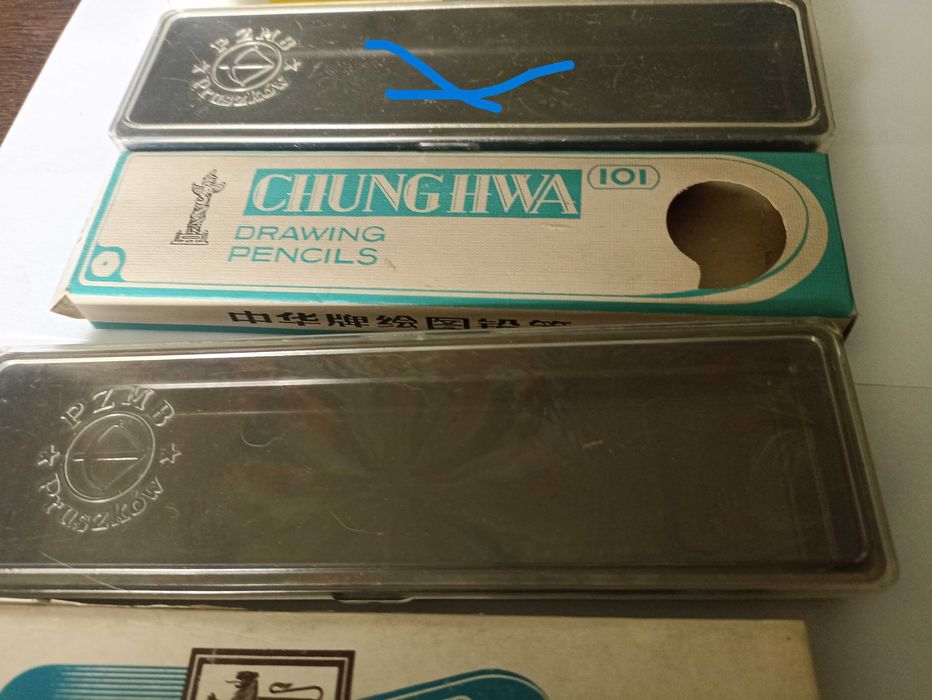 PZMB
Pruszków
CHUNGHWA
101
DRAWING
PENCILS
中华牌绘图铅笔
PZMB
Pruszków